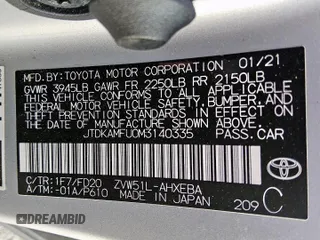 MFD. BY: TOYOTA MOTOR CORPORATION 01/21
GVWR 3945LB GAWR FR 2250LB RR 2150LB
THIS VEHICLE CONFORMS TO ALL APPLICABLE
FEDERAL MOTOR VEHICLE SAFETY, BUMPER, AND
THEFT PREVENTION STANDARDS IN EFFECT ON THE
DATE OF MANUFACTURE SHOWN ABOVE.
JTDKAMFU0M3140335 PASS. CAR
C/TR: 1F7/FD20 ZVW51L-AHXEBA
A/TM: -01A/P610 MADE IN JAPAN 209 C
TOYOTA
DREAMBID